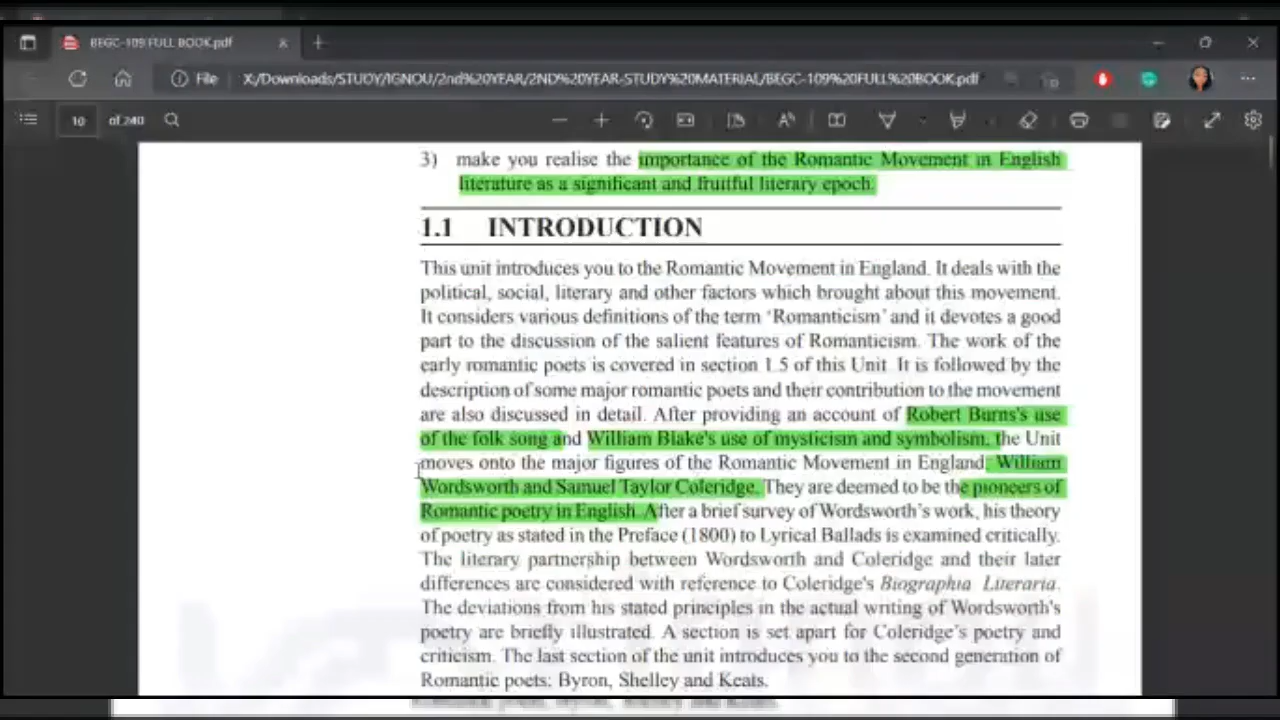 BEGC-109 FULL BOOK.pdf
File X:/Downloads/STUDY/IGNOU/2nd%20YEAR/2ND%20YEAR-STUDY%20MATERIAL/BEGC-109%20FULL%20BOOK.pdf
10 of 240
3) make you realise the importance of the Romantic Movement in English
literature as a significant and fruitful literary epoch.
1.1 INTRODUCTION
This unit introduces you to the Romantic Movement in England. It deals with the
political, social, literary and other factors which brought about this movement.
It considers various definitions of the term ‘Romanticism’ and it devotes a good
part to the discussion of the salient features of Romanticism. The work of the
early romantic poets is covered in section 1.5 of this Unit. It is followed by the
description of some major romantic poets and their contribution to the movement
are also discussed in detail. After providing an account of Robert Burns's use
of the folk song and William Blake's use of mysticism and symbolism, the Unit
moves onto the major figures of the Romantic Movement in England, William
Wordsworth and Samuel Taylor Coleridge. They are deemed to be the pioneers of
Romantic poetry in English. After a brief survey of Wordsworth’s work, his theory
of poetry as stated in the Preface (1800) to Lyrical Ballads is examined critically.
The literary partnership between Wordsworth and Coleridge and their later
differences are considered with reference to Coleridge's Biographia Literaria.
The deviations from his stated principles in the actual writing of Wordsworth's
poetry are briefly illustrated. A section is set apart for Coleridge’s poetry and
criticism. The last section of the unit introduces you to the second generation of
Romantic poets: Byron, Shelley and Keats.